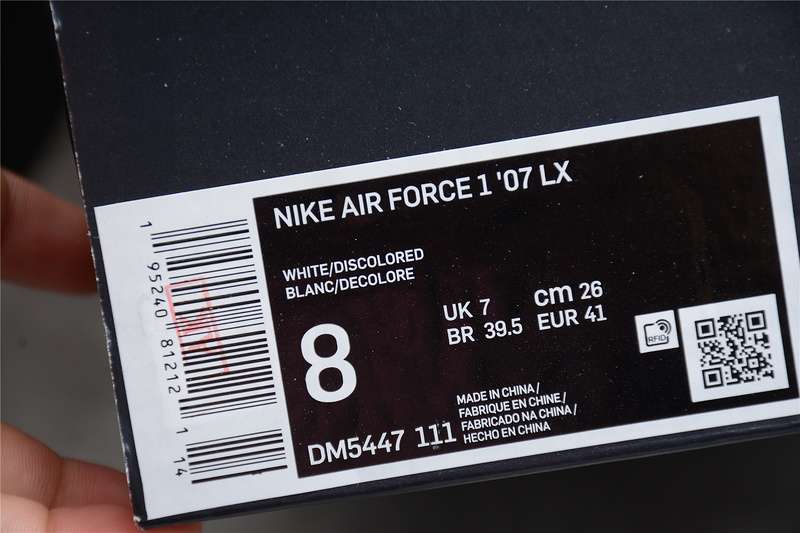 NIKE AIR FORCE 1 '07 LX
WHITE/DISCOLORED
BLANC/DECOLORE
8
UK 7 cm 26
BR 39.5 EUR 41
RFID
DM5447 111
MADE IN CHINA/
FABRIQUE EN CHINE/
FABRICADO NA CHINA/
HECHO EN CHINA
1 95240 81212 1 14